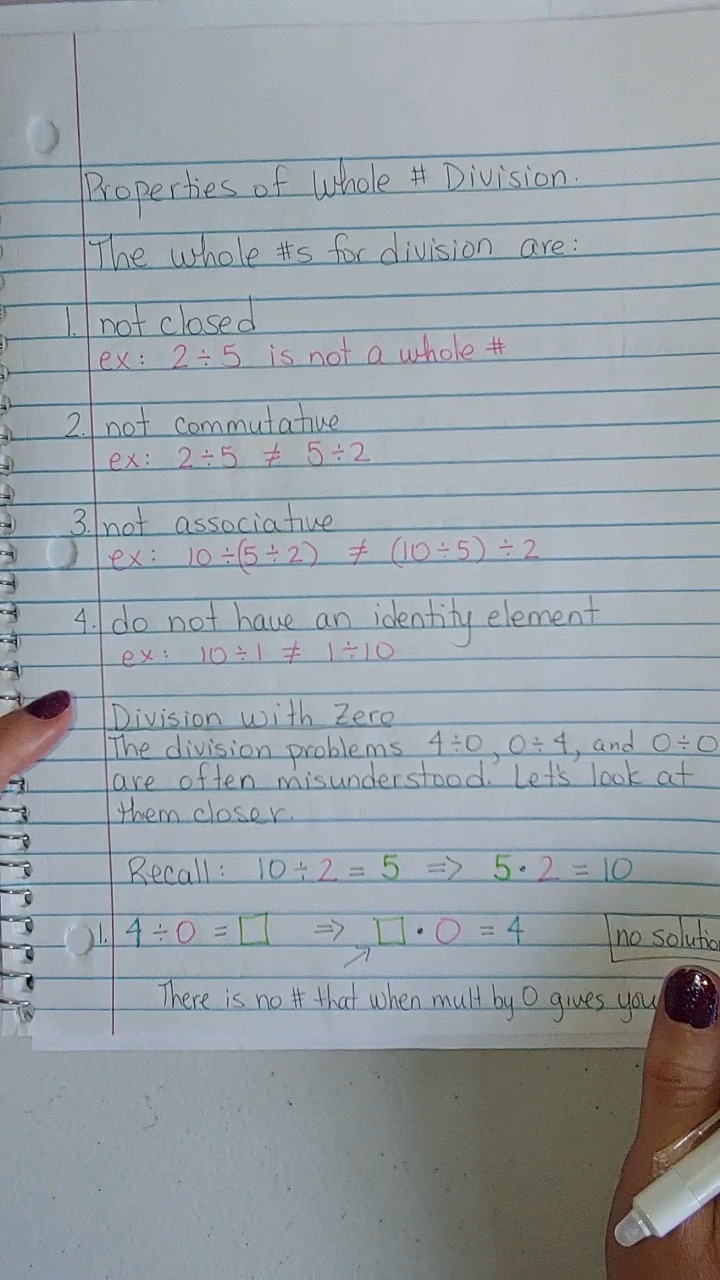 Properties of Whole # Division.
The whole #s for division are:
1. not closed
ex: 2÷5 is not a whole #
2. not commutative
ex: 2÷5 ≠ 5÷2
3. not associative
ex: 10÷(5÷2) ≠ (10÷5)÷2
4. do not have an identity element
ex: 10÷1 ≠ 1÷10
Division with Zero
The division problems 4÷0, 0÷4, and 0÷0
are often misunderstood. Let's look at
them closer.
Recall: 10÷2=5 => 5·2=10
1. 4÷0=□ => □·0=4 no solutio
There is no # that when mult by 0 gives you